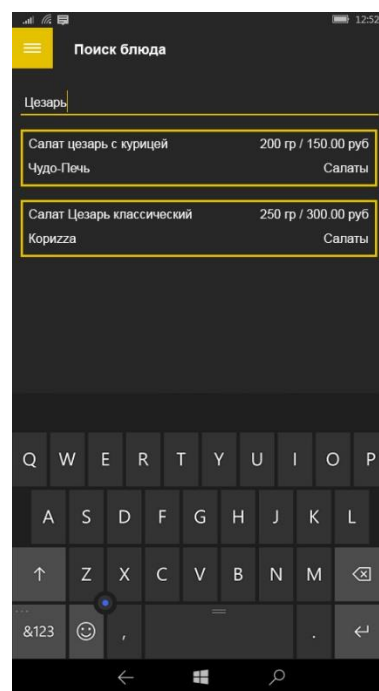 12:52
Поиск блюда
Цезарь
Салат цезарь с курицей 200 гр / 150.00 руб
Чудо-Печь Салаты
Салат Цезарь классический 250 гр / 300.00 руб
Кориzzа Салаты
Q W E R T Y U I O P
A S D F G H J K L
Z X C V B N M
&123 , .